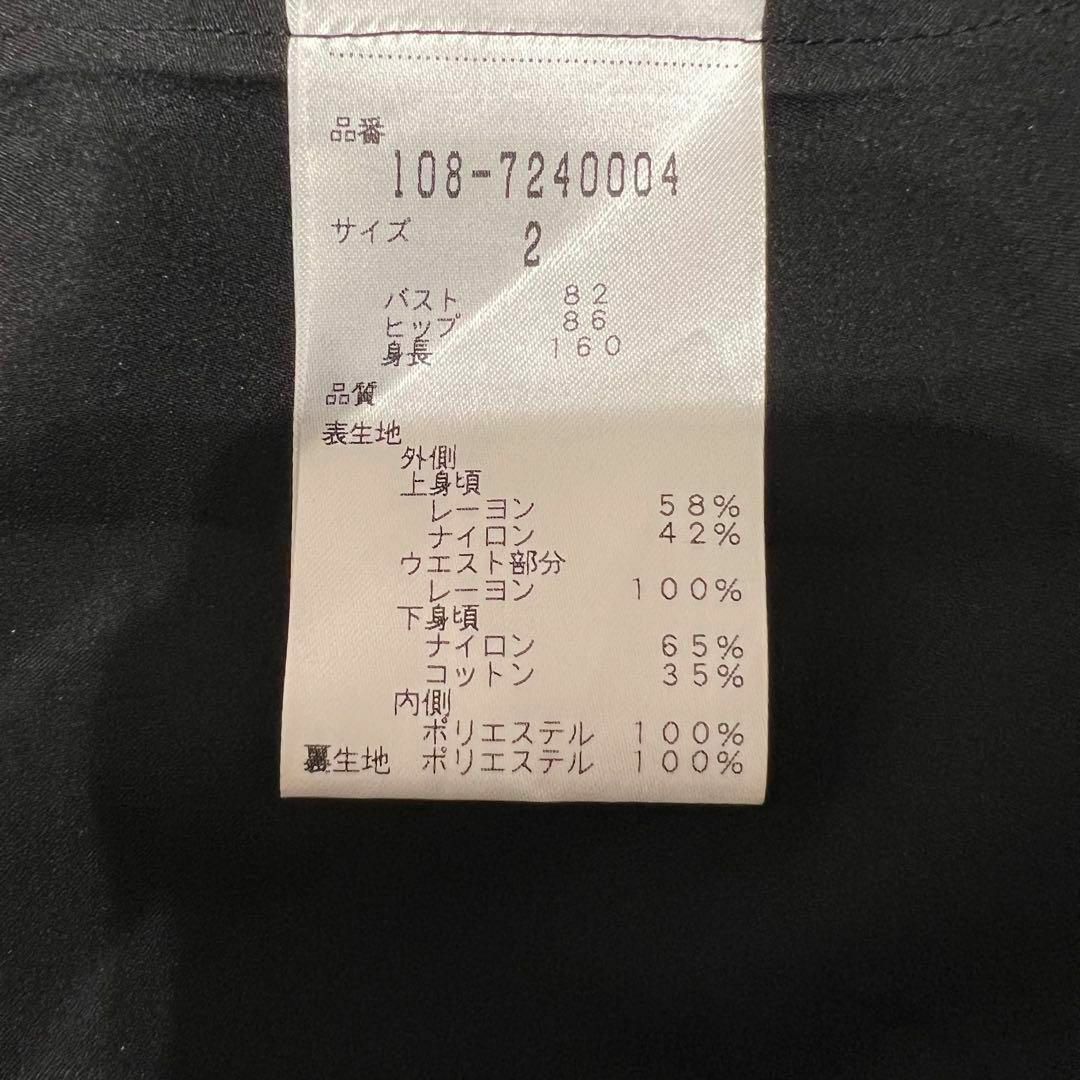 品番
108-7240004
サイズ 2
バスト 82
ヒップ 86
身長 160
品質
表生地
外側
上身頃
レーヨン 58%
ナイロン 42%
ウエスト部分
レーヨン 100%
下身頃
ナイロン 65%
コットン 35%
内側
ポリエステル 100%
裏生地 ポリエステル 100%